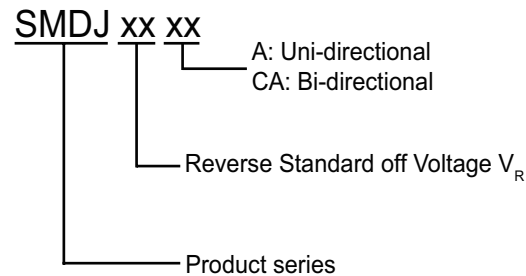 SMDJ xx xx
A: Uni-directional
CA: Bi-directional
Reverse Standard off Voltage VR
Product series